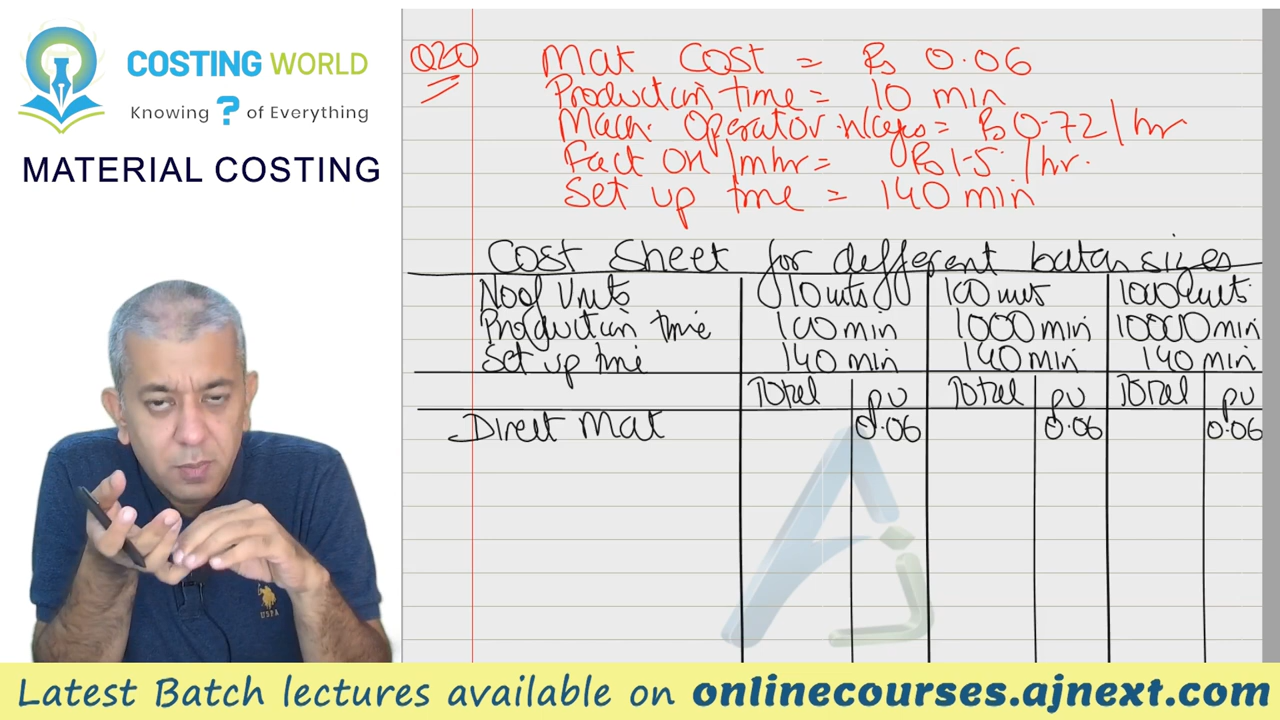 COSTING WORLD
Knowing ? of Everything
MATERIAL COSTING
Q20 Mat Cost = Rs 0.06
Production time = 10 min
Mach. Operator wages = Rs 0.72 / hr
Fact OH / mhr = Rs 1.5 / hr.
Set up time = 140 min
Cost Sheet for different batch sizes
No of Units 10 units 100 units 1000 units
Production time 100 min 1000 min 10000 min
Set up time 140 min 140 min 140 min
Total pu Total pu Total pu
Direct Mat 0.06 0.06 0.06
USPA
Latest Batch lectures available on onlinecourses.ajnext.com